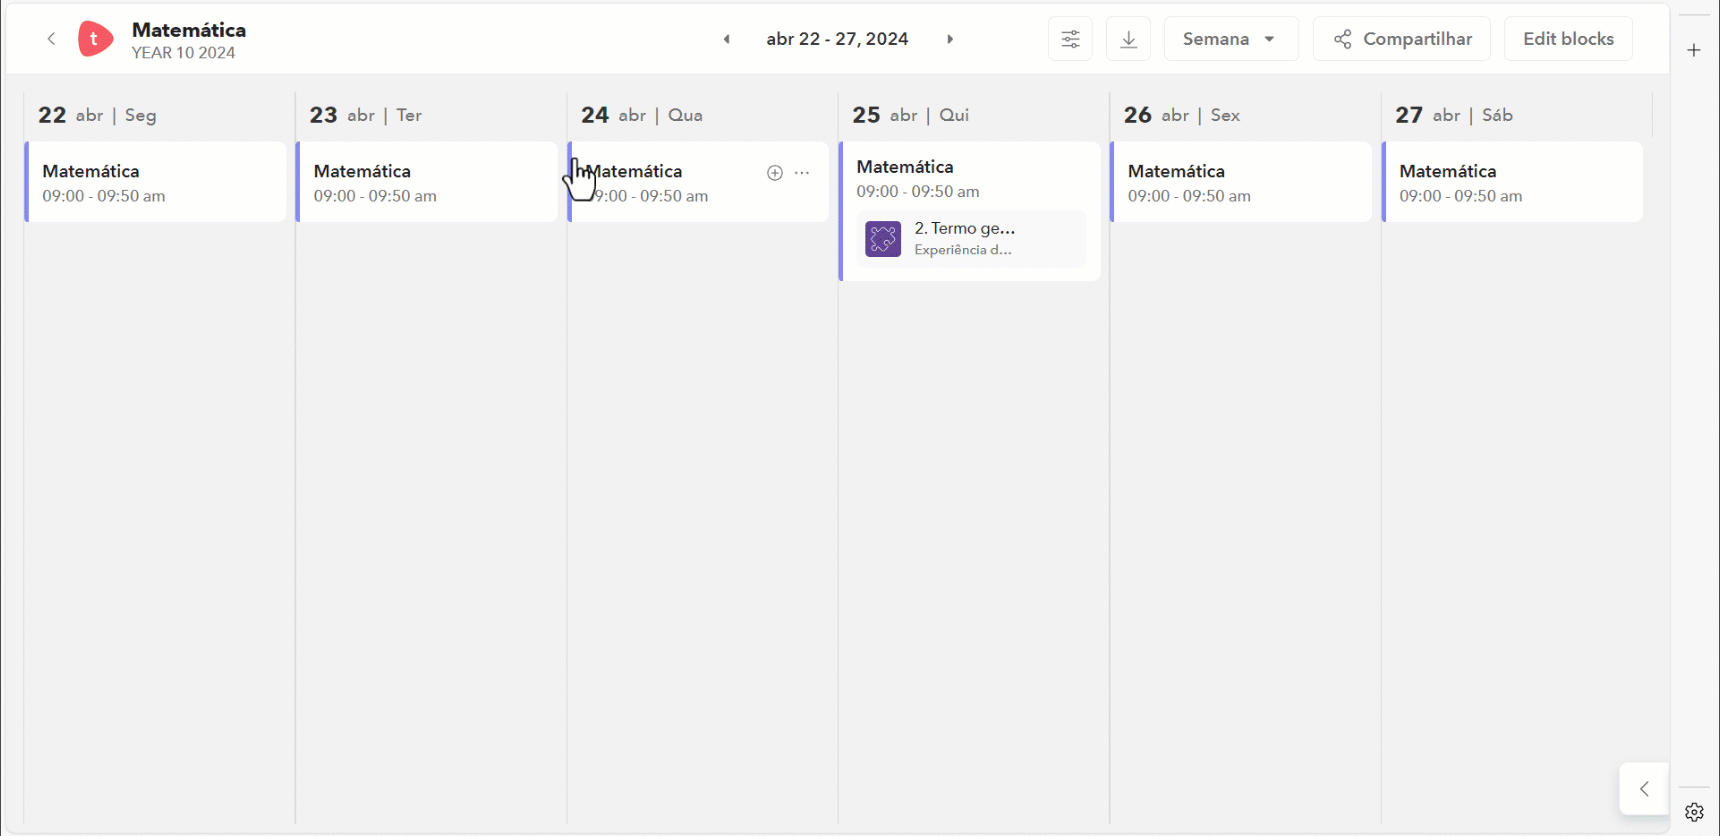 t
Matemática
YEAR 10 2024
abr 22 - 27, 2024
Semana
Compartilhar
Edit blocks
22 abr | Seg
23 abr | Ter
24 abr | Qua
25 abr | Qui
26 abr | Sex
27 abr | Sáb
Matemática
09:00 - 09:50 am
Matemática
09:00 - 09:50 am
Matemática
09:00 - 09:50 am
Matemática
09:00 - 09:50 am
2. Termo ge...
Experiência d...
Matemática
09:00 - 09:50 am
Matemática
09:00 - 09:50 am